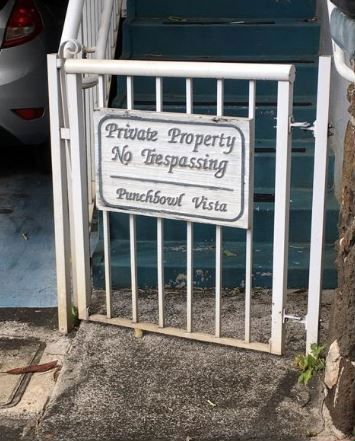 Private Property
No Trespassing
Punchbowl Vista